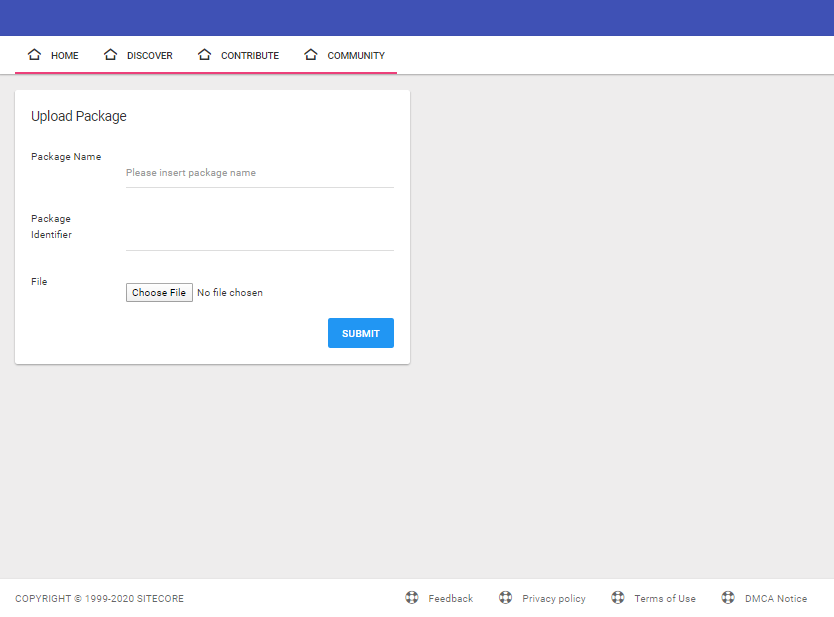 HOME DISCOVER CONTRIBUTE COMMUNITY
Upload Package
Package Name
Please insert package name
Package
Identifier
File
Choose File No file chosen
SUBMIT
COPYRIGHT © 1999-2020 SITECORE Feedback Privacy policy Terms of Use DMCA Notice